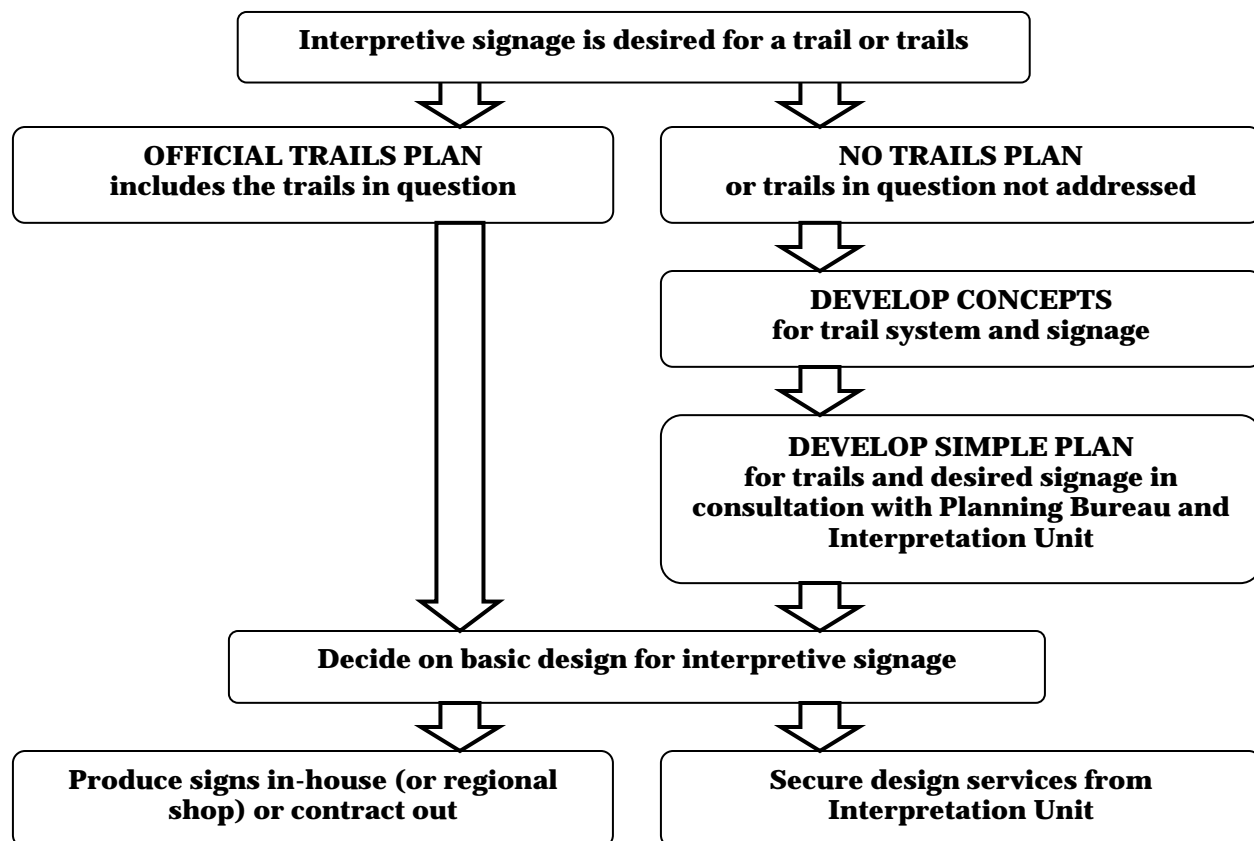 Interpretive signage is desired for a trail or trails
OFFICIAL TRAILS PLAN
includes the trails in question
NO TRAILS PLAN
or trails in question not addressed
DEVELOP CONCEPTS
for trail system and signage
DEVELOP SIMPLE PLAN
for trails and desired signage in
consultation with Planning Bureau and
Interpretation Unit
Decide on basic design for interpretive signage
Produce signs in-house (or regional
shop) or contract out
Secure design services from
Interpretation Unit